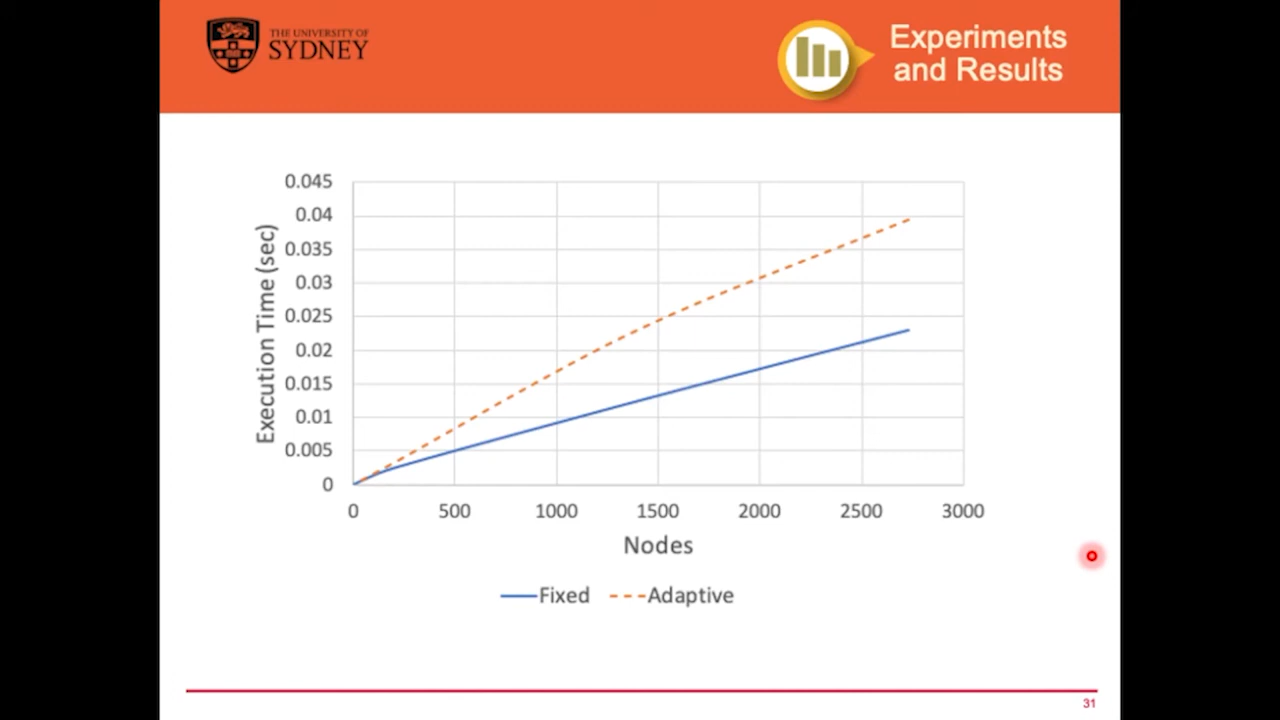 THE UNIVERSITY OF
SYDNEY
Experiments
and Results
0.045
0.04
0.035
0.03
0.025
0.02
0.015
0.01
0.005
0
Execution Time (sec)
0 500 1000 1500 2000 2500 3000
Nodes
Fixed Adaptive
31